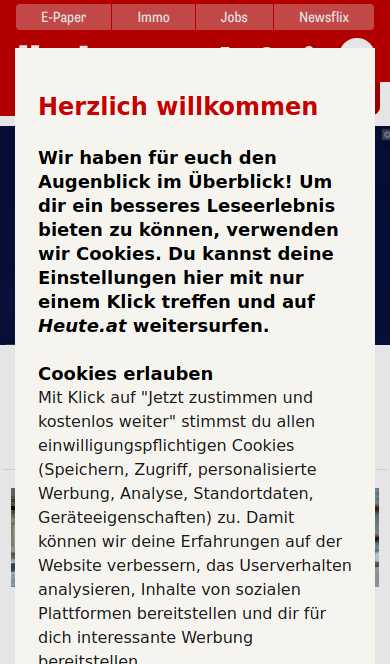 E-Paper
Immo
Jobs
Newsflix
Herzlich willkommen
Wir haben für euch den
Augenblick im Überblick! Um
dir ein besseres Leseerlebnis
bieten zu können, verwenden
wir Cookies. Du kannst deine
Einstellungen hier mit nur
einem Klick treffen und auf
Heute.at weitersurfen.
Cookies erlauben
Mit Klick auf "Jetzt zustimmen und
kostenlos weiter" stimmst du allen
einwilligungspflichtigen Cookies
(Speichern, Zugriff, personalisierte
Werbung, Analyse, Standortdaten,
Geräteeigenschaften) zu. Damit
können wir deine Erfahrungen auf der
Website verbessern, das Userverhalten
analysieren, Inhalte von sozialen
Plattformen bereitstellen und dir für
dich interessante Werbung
bereitstellen